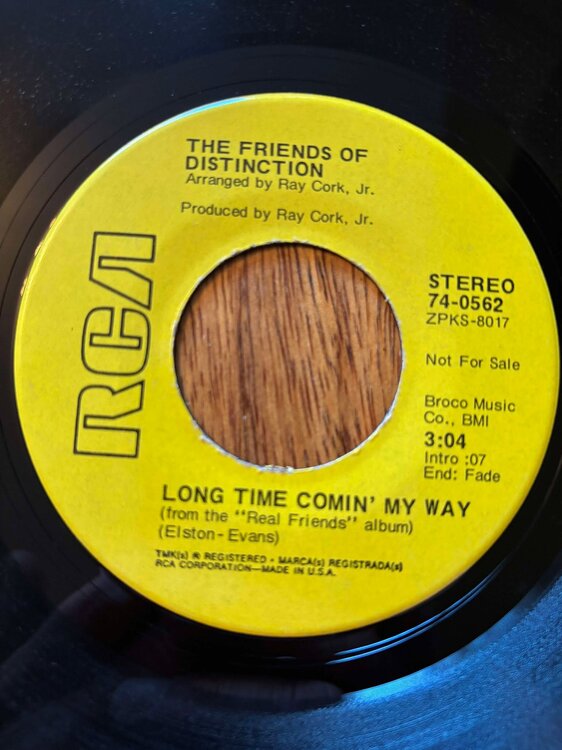 THE FRIENDS OF
DISTINCTION
Arranged by Ray Cork, Jr.
Produced by Ray Cork, Jr.
RCA
STEREO
74-0562
ZPKS-8017
Not For Sale
Broco Music
Co., BMI
3:04
Intro :07
End: Fade
LONG TIME COMIN' MY WAY
(from the "Real Friends" album)
(Elston-Evans)
TMK(s) ® REGISTERED • MARCA(s) REGISTRADA(s)
RCA CORPORATION—MADE IN U.S.A.